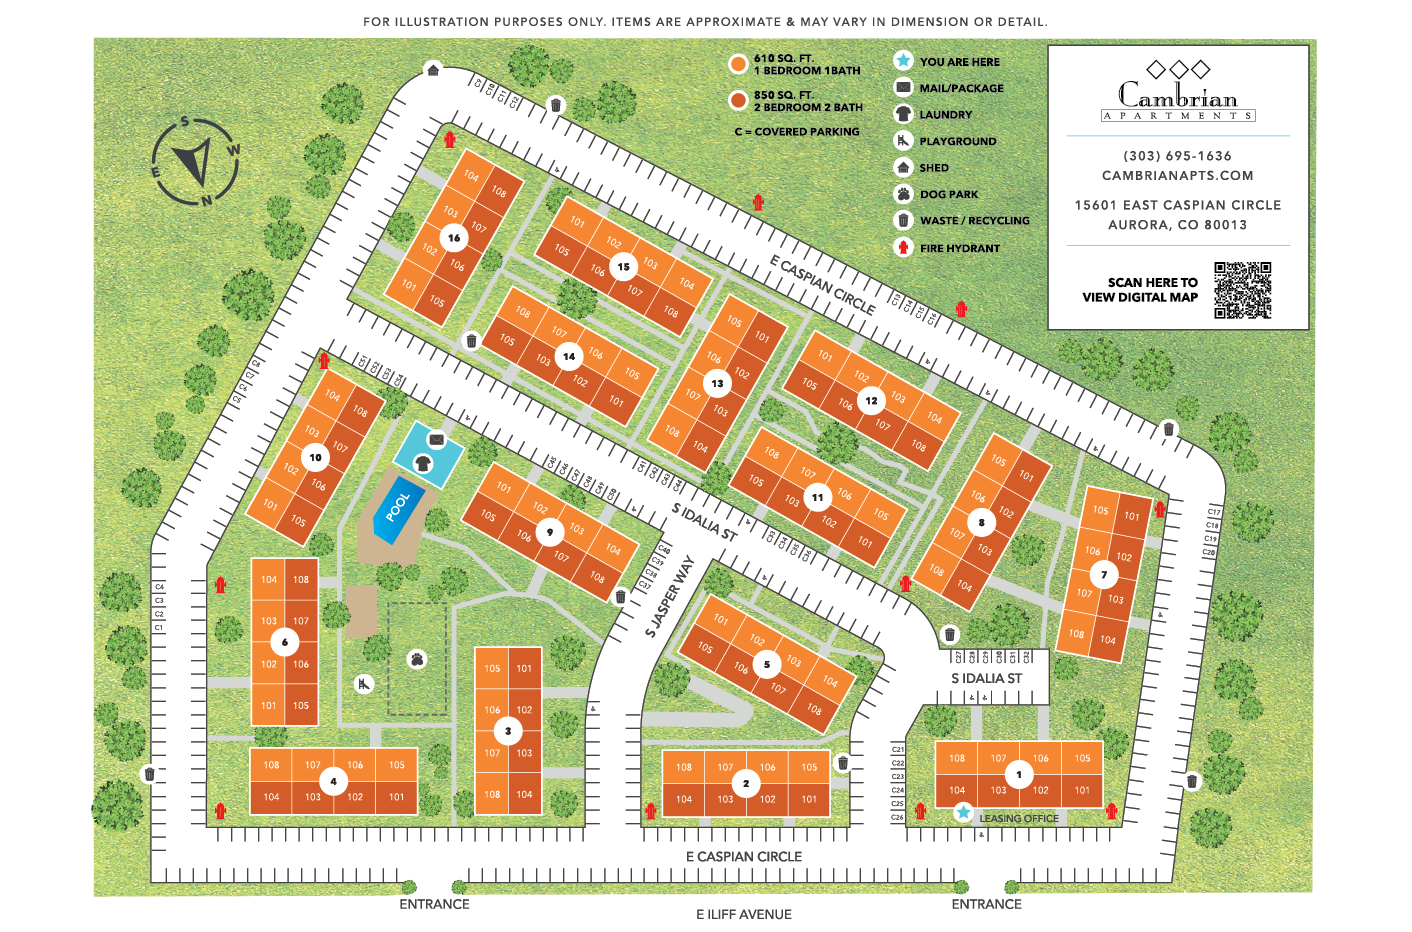 FOR ILLUSTRATION PURPOSES ONLY. ITEMS ARE APPROXIMATE & MAY VARY IN DIMENSION OR DETAIL.
610 SQ. FT.
1 BEDROOM 1BATH
850 SQ. FT.
2 BEDROOM 2 BATH
C = COVERED PARKING
YOU ARE HERE
MAIL/PACKAGE
LAUNDRY
PLAYGROUND
SHED
DOG PARK
WASTE / RECYCLING
FIRE HYDRANT
Cambrian
APARTMENTS
(303) 695-1636
CAMBRIANAPTS.COM
15601 EAST CASPIAN CIRCLE
AURORA, CO 80013
SCAN HERE TO
VIEW DIGITAL MAP
S
W
E
N
C9
C10
C11
C12
E CASPIAN CIRCLE
C13
C14
C15
C16
104 108
103 107
16
102 106
101 105
101 102 103 104
15
105 106 107 108
108 107 106 105
14
105 103 102 101
105 101
106 102
13
107 103
108 104
101 102 103 104
12
105 106 107 108
108 107 106 105
11
105 103 102 101
C51
C52
C53
C54
104 108
103 107
10
102 106
101 105
POOL
101 102 103 104
9
105 106 107 108
C45
C46
C47
C48
C49
C50
C41
C42
C43
C44
S IDALIA ST
C33
C34
C35
C36
105 101
106 102
8
107 103
108 104
105 101
106 102
7
107 103
108 104
C17
C18
C19
C20
C40
C39
C38
C37
S JASPER WAY
C4
C3
C2
C1
104 108
103 107
6
102 106
101 105
101 102 103 104
5
105 106 107 108
C27
C28
C29
C30
C31
C32
S IDALIA ST
105 101
106 102
3
107 103
108 104
108 107 106 105
4
104 103 102 101
108 107 106 105
2
104 103 102 101
C21
C22
C23
C24
C25
C26
108 107 106 105
1
104 103 102 101
LEASING OFFICE
E CASPIAN CIRCLE
ENTRANCE
ENTRANCE
E ILIFF AVENUE